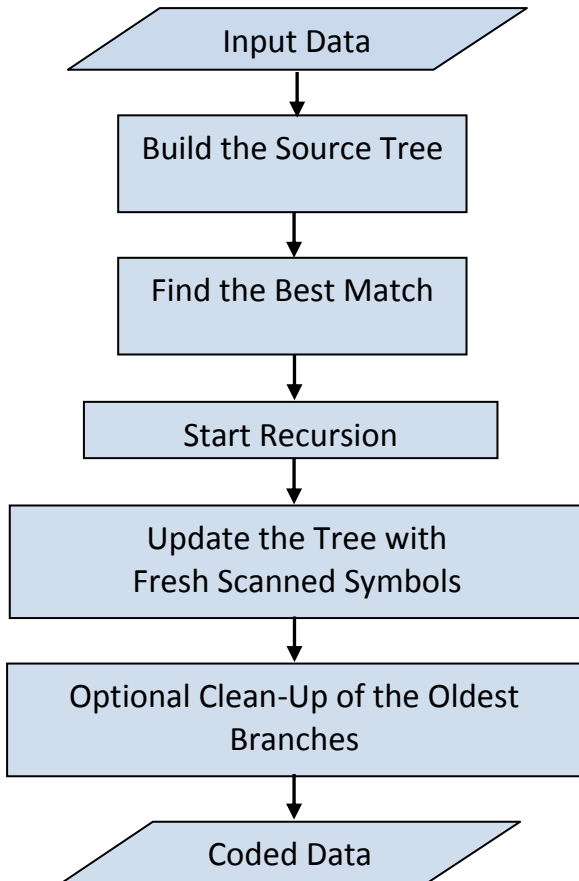 Input Data
Build the Source Tree
Find the Best Match
Start Recursion
Update the Tree with
Fresh Scanned Symbols
Optional Clean-Up of the Oldest
Branches
Coded Data